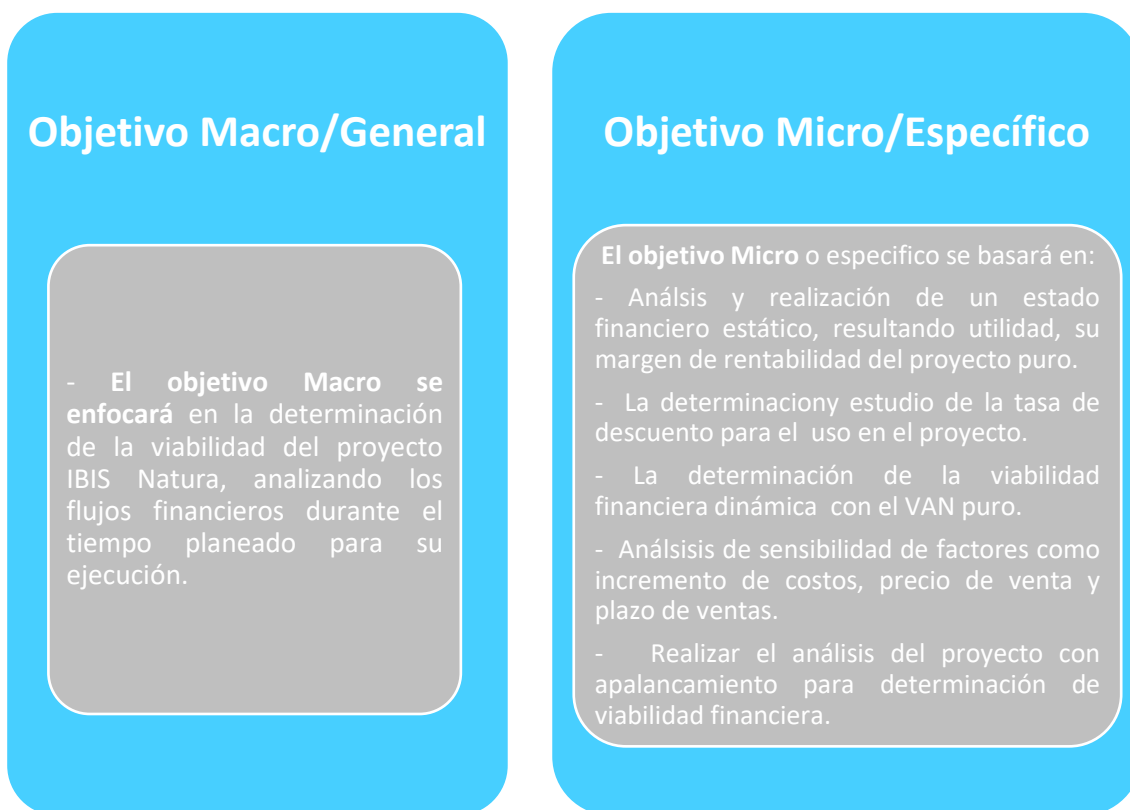 Objetivo Macro/General
- El objetivo Macro se
enfocará en la determinación
de la viabilidad del proyecto
IBIS Natura, analizando los
flujos financieros durante el
tiempo planeado para su
ejecución.
Objetivo Micro/Específico
El objetivo Micro o especifico se basará en:
- Análsis y realización de un estado
financiero estático, resultando utilidad, su
margen de rentabilidad del proyecto puro.
- La determinaciony estudio de la tasa de
descuento para el uso en el proyecto.
- La determinación de la viabilidad
financiera dinámica con el VAN puro.
- Análsisis de sensibilidad de factores como
incremento de costos, precio de venta y
plazo de ventas.
- Realizar el análisis del proyecto con
apalancamiento para determinación de
viabilidad financiera.